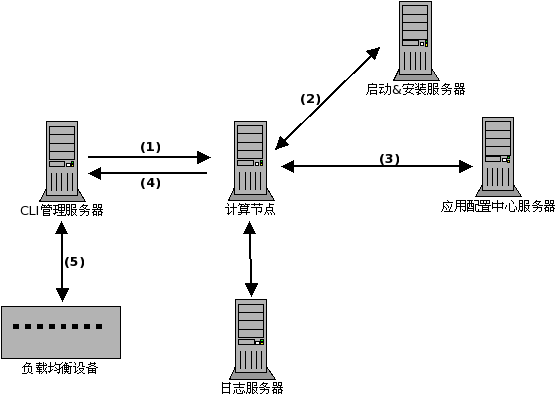 启动&安装服务器
(2)
(1)
(3)
(4)
CLI管理服务器
计算节点
应用配置中心服务器
(5)
负载均衡设备
日志服务器